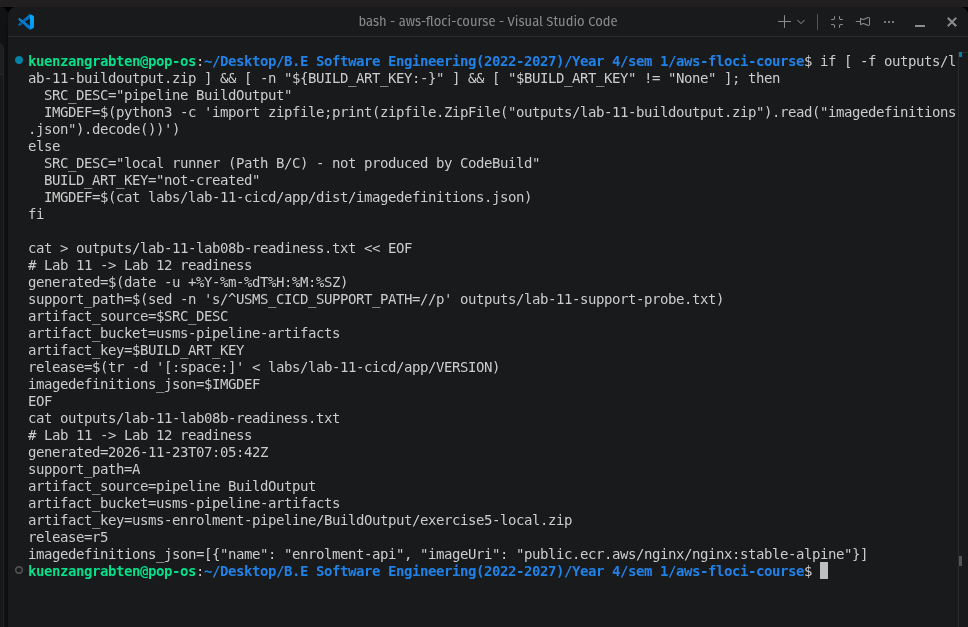 bash - aws-floci-course - Visual Studio Code
kuenzangrabten@pop-os:~/Desktop/B.E Software Engineering(2022-2027)/Year 4/sem 1/aws-floci-course$ if [ -f outputs/l
ab-11-buildoutput.zip ] && [ -n "${BUILD_ART_KEY:-}" ] && [ "$BUILD_ART_KEY" != "None" ]; then
  SRC_DESC="pipeline BuildOutput"
  IMGDEF=$(python3 -c 'import zipfile;print(zipfile.ZipFile("outputs/lab-11-buildoutput.zip").read("imagedefinitions
.json").decode())')
else
  SRC_DESC="local runner (Path B/C) - not produced by CodeBuild"
  BUILD_ART_KEY="not-created"
  IMGDEF=$(cat labs/lab-11-cicd/app/dist/imagedefinitions.json)
fi

cat > outputs/lab-11-lab08b-readiness.txt << EOF
# Lab 11 -> Lab 12 readiness
generated=$(date -u +%Y-%m-%dT%H:%M:%SZ)
support_path=$(sed -n 's/^USMS_CICD_SUPPORT_PATH=//p' outputs/lab-11-support-probe.txt)
artifact_source=$SRC_DESC
artifact_bucket=usms-pipeline-artifacts
artifact_key=$BUILD_ART_KEY
release=$(tr -d '[:space:]' < labs/lab-11-cicd/app/VERSION)
imagedefinitions_json=$IMGDEF
EOF
cat outputs/lab-11-lab08b-readiness.txt
# Lab 11 -> Lab 12 readiness
generated=2026-11-23T07:05:42Z
support_path=A
artifact_source=pipeline BuildOutput
artifact_bucket=usms-pipeline-artifacts
artifact_key=usms-enrolment-pipeline/BuildOutput/exercise5-local.zip
release=r5
imagedefinitions_json=[{"name": "enrolment-api", "imageUri": "public.ecr.aws/nginx/nginx:stable-alpine"}]
kuenzangrabten@pop-os:~/Desktop/B.E Software Engineering(2022-2027)/Year 4/sem 1/aws-floci-course$